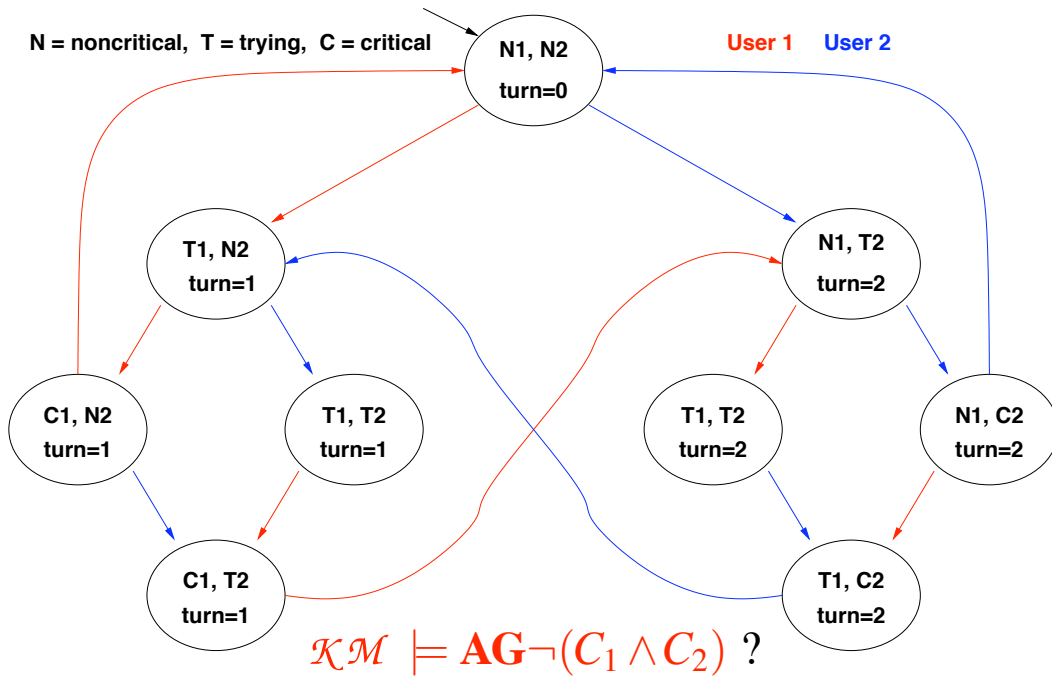 N = noncritical, T = trying, C = critical
User 1 User 2
N1, N2
turn=0
T1, N2
turn=1
N1, T2
turn=2
C1, N2
turn=1
T1, T2
turn=1
T1, T2
turn=2
N1, C2
turn=2
C1, T2
turn=1
T1, C2
turn=2
𝒦ℳ ⊨ AG¬(C₁ ∧ C₂) ?